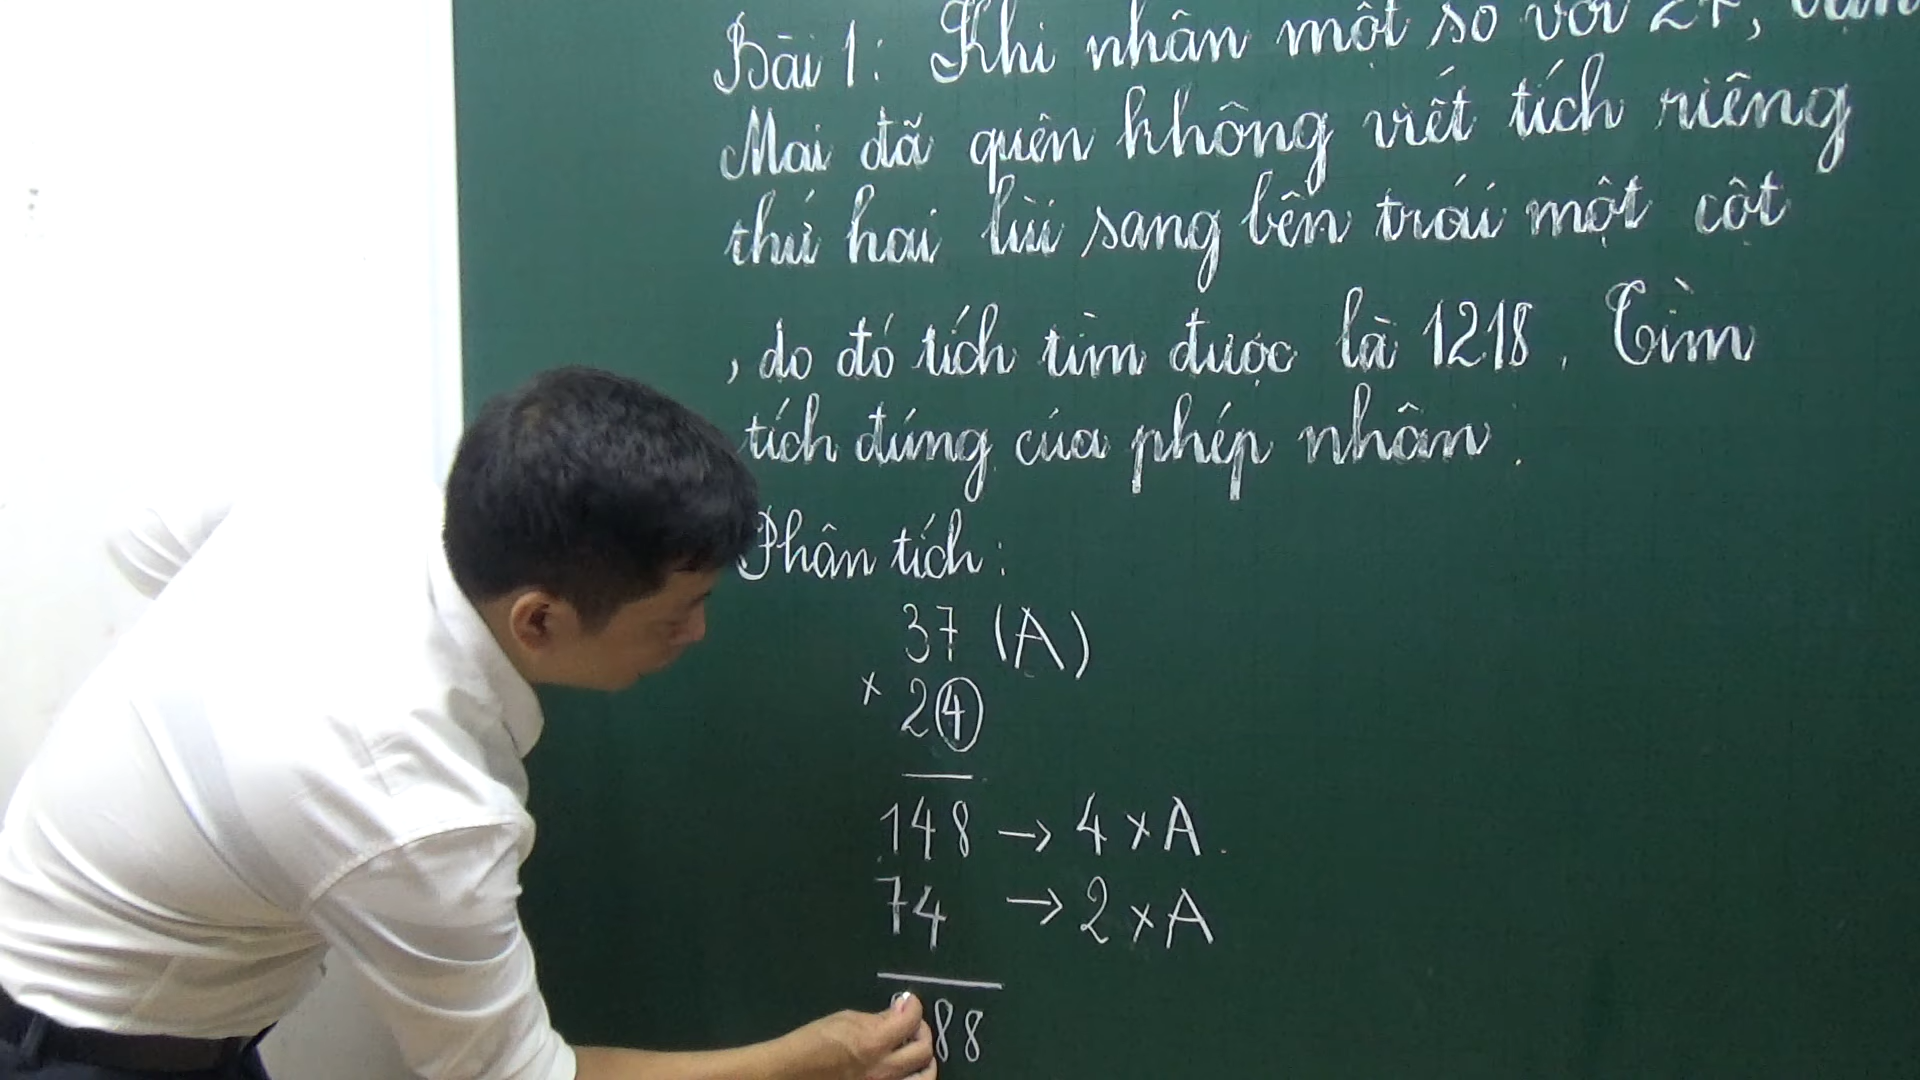 Bài 1: Khi nhân một số với 24,
Mai đã quên không viết tích riêng
thứ hai lùi sang bên trái một cột
, do đó tích tìm được là 1218. Tìm
tích đúng của phép nhân.
Phân tích:
37 (A)
x 24
148 → 4 x A
74 → 2 x A
88